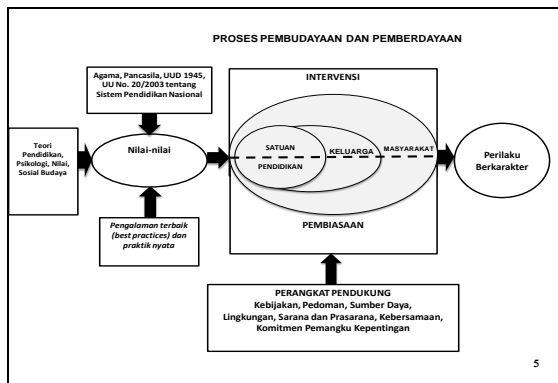 PROSES PEMBUDAYAAN DAN PEMBERDAYAAN
Agama, Pancasila, UUD 1945,
UU No. 20/2003 tentang
Sistem Pendidikan Nasional
INTERVENSI
Teori
Pendidikan,
Psikologi, Nilai,
Sosial Budaya
Nilai-nilai
SATUAN
PENDIDIKAN
KELUARGA
MASYARAKAT
Perilaku
Berkarakter
Pengalaman terbaik
(best practices) dan
praktik nyata
PEMBIASAAN
PERANGKAT PENDUKUNG
Kebijakan, Pedoman, Sumber Daya,
Lingkungan, Sarana dan Prasarana, Kebersamaan,
Komitmen Pemangku Kepentingan
5